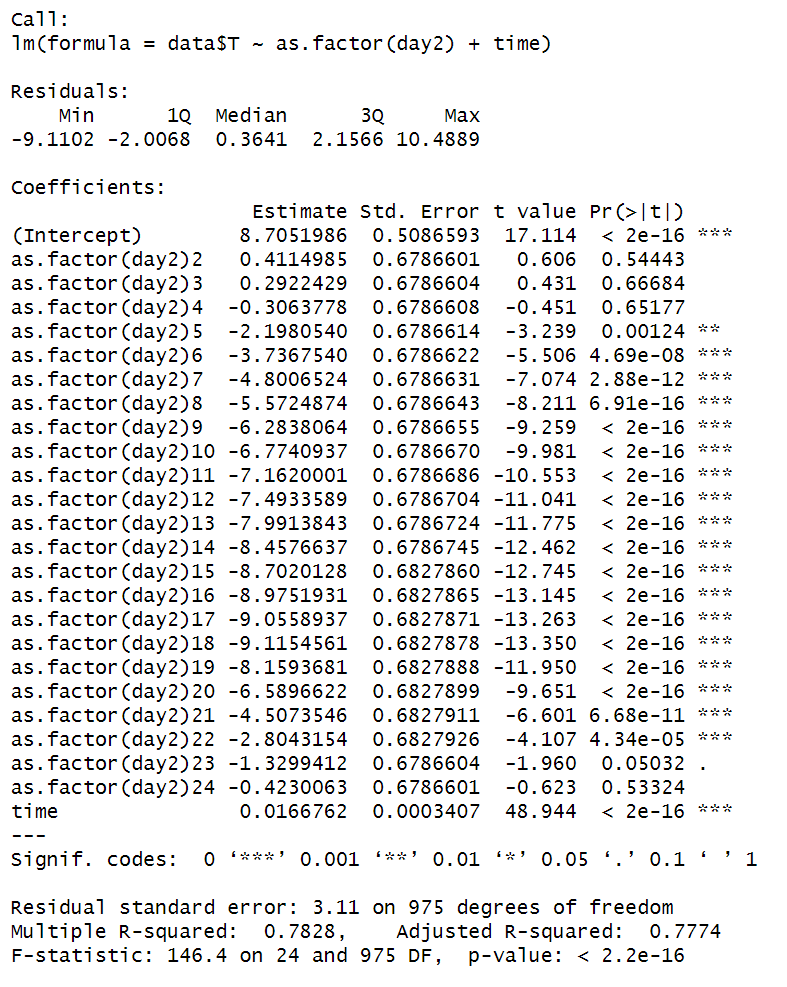 Call:
lm(formula = data$T ~ as.factor(day2) + time)

Residuals:
    Min      1Q  Median      3Q     Max
-9.1102 -2.0068  0.3641  2.1566 10.4889

Coefficients:
                    Estimate Std. Error t value Pr(>|t|)
(Intercept)        8.7051986  0.5086593  17.114  < 2e-16 ***
as.factor(day2)2   0.4114985  0.6786601   0.606  0.54443
as.factor(day2)3   0.2922429  0.6786604   0.431  0.66684
as.factor(day2)4  -0.3063778  0.6786608  -0.451  0.65177
as.factor(day2)5  -2.1980540  0.6786614  -3.239  0.00124 **
as.factor(day2)6  -3.7367540  0.6786622  -5.506 4.69e-08 ***
as.factor(day2)7  -4.8006524  0.6786631  -7.074 2.88e-12 ***
as.factor(day2)8  -5.5724874  0.6786643  -8.211 6.91e-16 ***
as.factor(day2)9  -6.2838064  0.6786655  -9.259  < 2e-16 ***
as.factor(day2)10 -6.7740937  0.6786670  -9.981  < 2e-16 ***
as.factor(day2)11 -7.1620001  0.6786686 -10.553  < 2e-16 ***
as.factor(day2)12 -7.4933589  0.6786704 -11.041  < 2e-16 ***
as.factor(day2)13 -7.9913843  0.6786724 -11.775  < 2e-16 ***
as.factor(day2)14 -8.4576637  0.6786745 -12.462  < 2e-16 ***
as.factor(day2)15 -8.7020128  0.6827860 -12.745  < 2e-16 ***
as.factor(day2)16 -8.9751931  0.6827865 -13.145  < 2e-16 ***
as.factor(day2)17 -9.0558937  0.6827871 -13.263  < 2e-16 ***
as.factor(day2)18 -9.1154561  0.6827878 -13.350  < 2e-16 ***
as.factor(day2)19 -8.1593681  0.6827888 -11.950  < 2e-16 ***
as.factor(day2)20 -6.5896622  0.6827899  -9.651  < 2e-16 ***
as.factor(day2)21 -4.5073546  0.6827911  -6.601 6.68e-11 ***
as.factor(day2)22 -2.8043154  0.6827926  -4.107 4.34e-05 ***
as.factor(day2)23 -1.3299412  0.6786604  -1.960  0.05032 .
as.factor(day2)24 -0.4230063  0.6786601  -0.623  0.53324
time               0.0166762  0.0003407  48.944  < 2e-16 ***
---
Signif. codes:  0 ‘***’ 0.001 ‘**’ 0.01 ‘*’ 0.05 ‘.’ 0.1 ‘ ’ 1

Residual standard error: 3.11 on 975 degrees of freedom
Multiple R-squared:  0.7828,    Adjusted R-squared:  0.7774
F-statistic: 146.4 on 24 and 975 DF,  p-value: < 2.2e-16